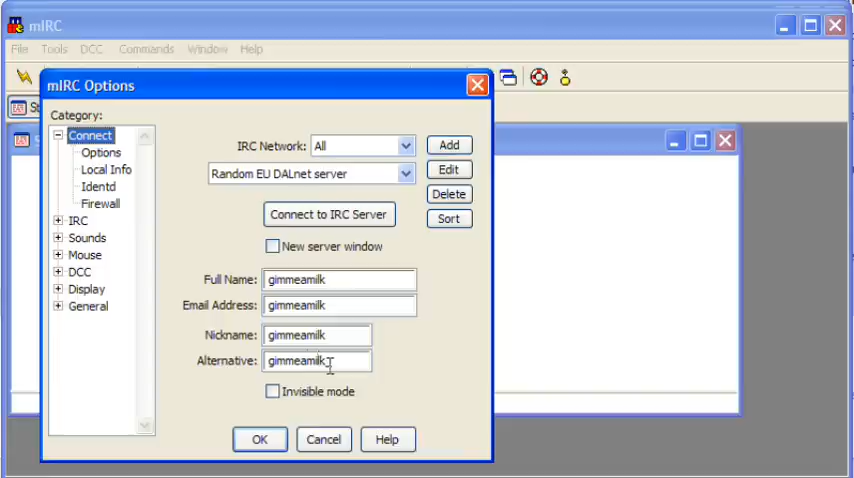 mIRC
File Tools DCC Commands Window Help
mIRC Options
Category:
Connect
Options
Local Info
Identd
Firewall
IRC
Sounds
Mouse
DCC
Display
General
IRC Network: All Add
Random EU DALnet server Edit
Delete
Connect to IRC Server Sort
New server window
Full Name: gimmeamilk
Email Address: gimmeamilk
Nickname: gimmeamilk
Alternative: gimmeamilk
Invisible mode
OK Cancel Help